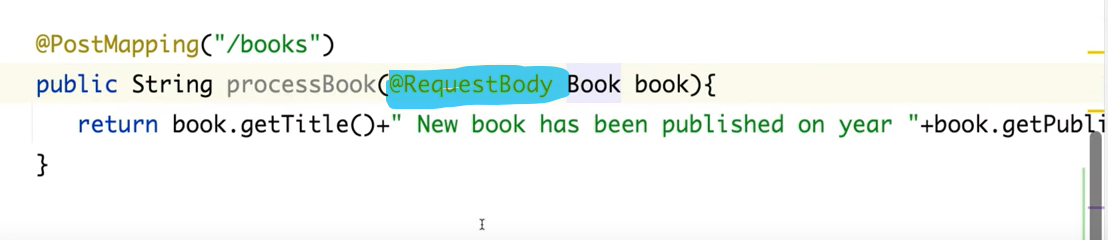 @PostMapping("/books")
public String processBook(@RequestBody Book book){
return book.getTitle()+" New book has been published on year "+book.getPubli
}